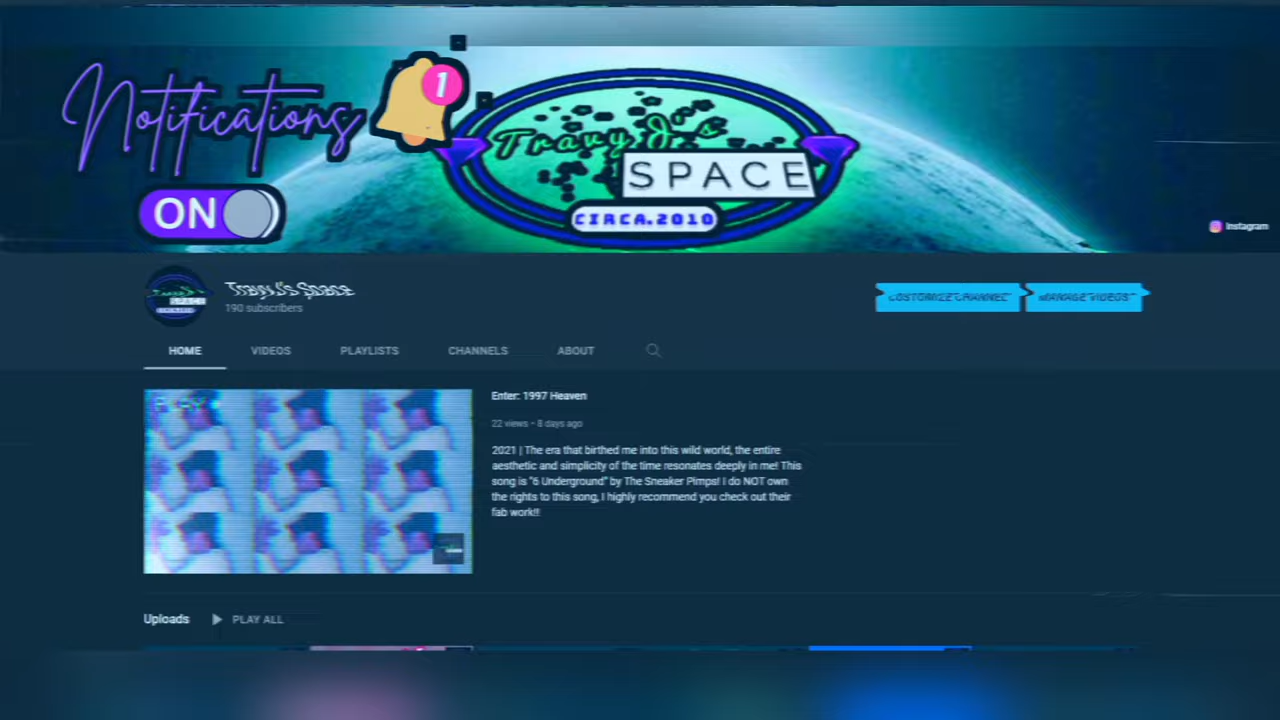 Notifications
1
ON
Travy J's
SPACE
CIRCA.2010
Instagram
Travy J's Space
190 subscribers
CUSTOMIZE CHANNEL
MANAGE VIDEOS
HOME
VIDEOS
PLAYLISTS
CHANNELS
ABOUT
PLAY
Enter: 1997 Heaven
22 views • 8 days ago
2021 | The era that birthed me into this wild world, the entire
aesthetic and simplicity of the time resonates deeply in me! This
song is "6 Underground" by The Sneaker Pimps! I do NOT own
the rights to this song, I highly recommend you check out their
fab work!!
Uploads
PLAY ALL